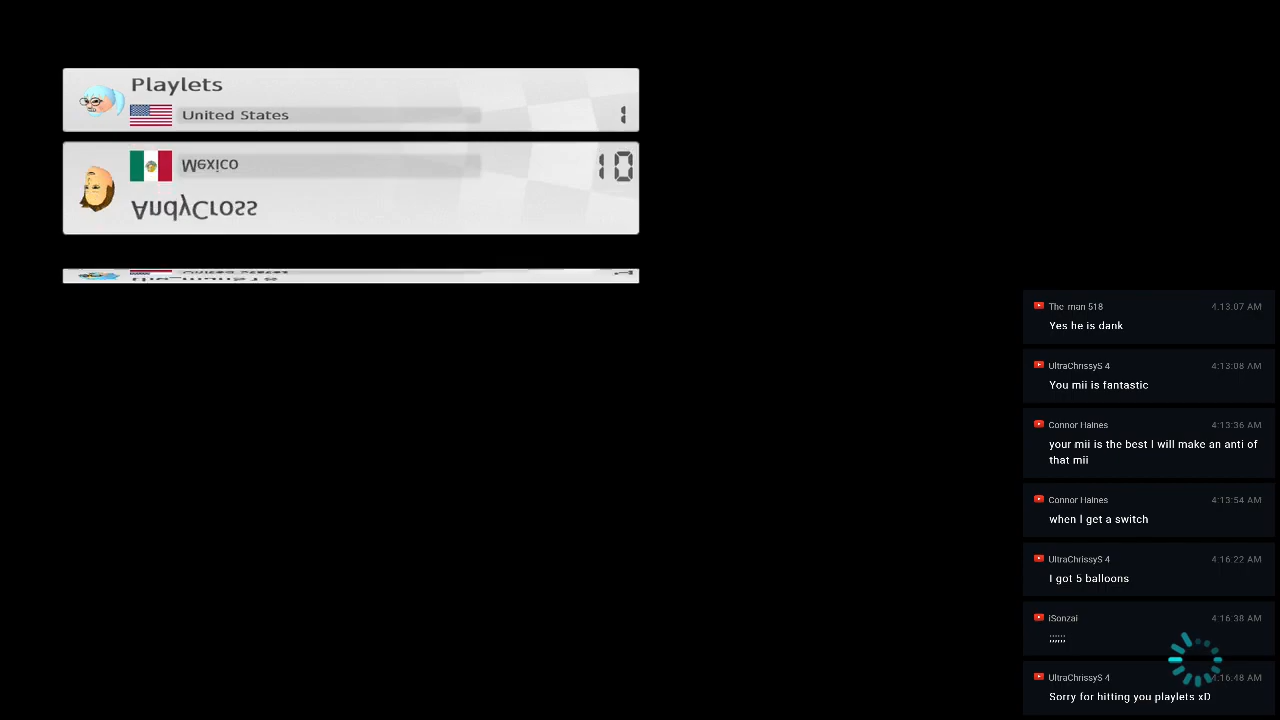 Playlets
United States
1
Mexico
10
AndyCross
United States
The man 518
4:13:07 AM
Yes he is dank
UltraChrissyS 4
4:13:08 AM
You mii is fantastic
Connor Haines
4:13:36 AM
your mii is the best I will make an anti of
that mii
Connor Haines
4:13:54 AM
when I get a switch
UltraChrissyS 4
4:16:22 AM
I got 5 balloons
iSonzai
4:16:38 AM
;;;;;;
UltraChrissyS 4
4:16:48 AM
Sorry for hitting you playlets xD